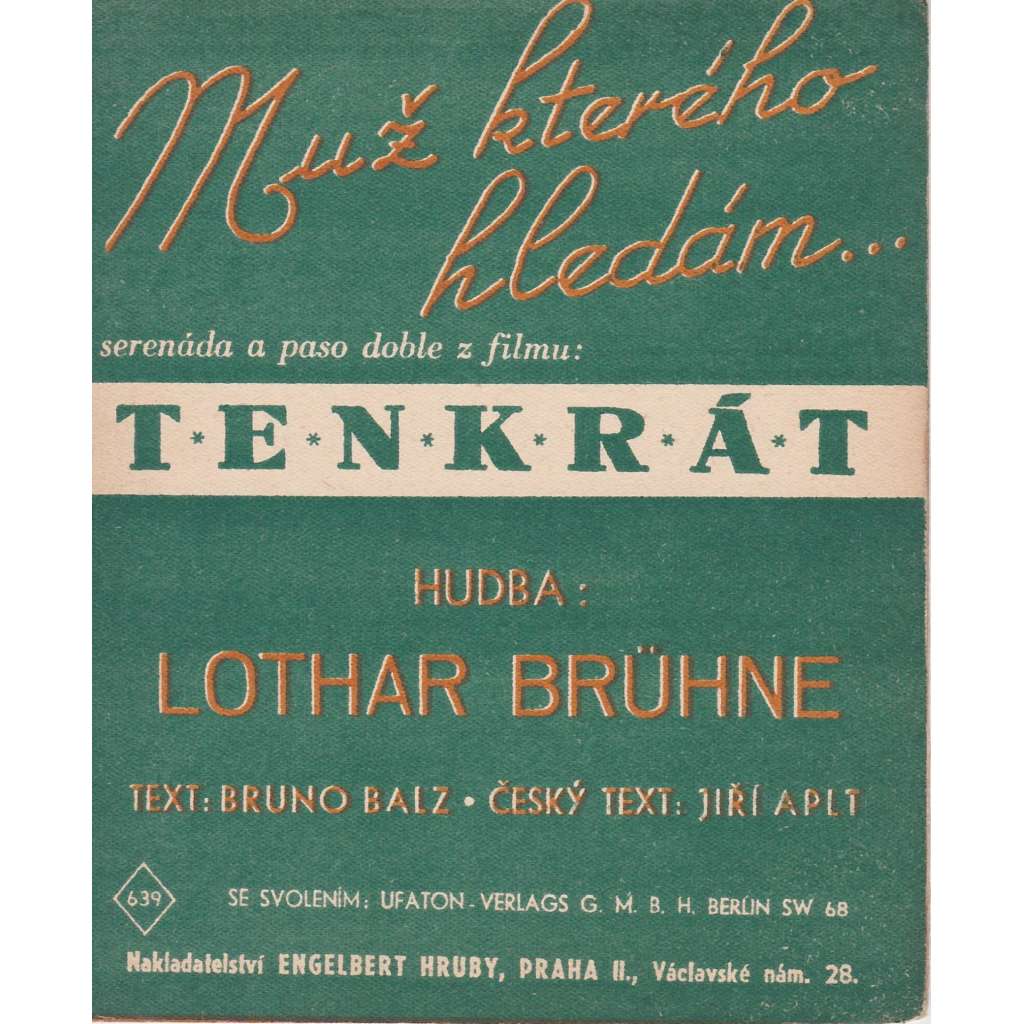 Muž kterého
hledám...
serenáda a paso doble z filmu:
T*E*N*K*R*Á*T
HUDBA:
LOTHAR BRÜHNE
TEXT: BRUNO BALZ • ČESKÝ TEXT: JIŘÍ APLT
639
SE SVOLENÍM: UFATON-VERLAGS G. M. B. H. BERLIN SW 68
Nakladatelství ENGELBERT HRUBY, PRAHA II., Václavské nám. 28.